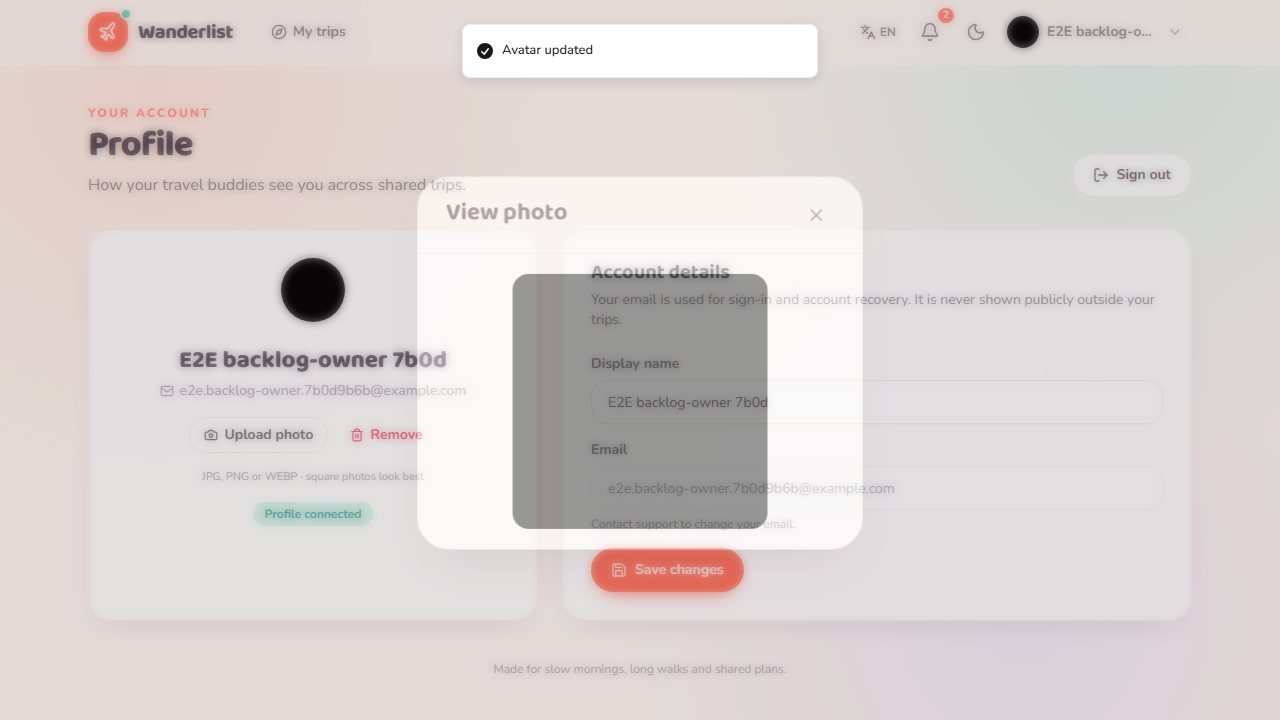 Wanderlist
My trips
Avatar updated
EN
2
E2E backlog-o...
YOUR ACCOUNT
Profile
How your travel buddies see you across shared trips.
Sign out
View photo
E2E backlog-owner 7b0d
e2e.backlog-owner.7b0d9b6b@example.com
Upload photo
Remove
JPG, PNG or WEBP · square photos look best
Profile connected
Account details
Your email is used for sign-in and account recovery. It is never shown publicly outside your
trips.
Display name
E2E backlog-owner 7b0d
Email
e2e.backlog-owner.7b0d9b6b@example.com
Contact support to change your email.
Save changes
Made for slow mornings, long walks and shared plans.